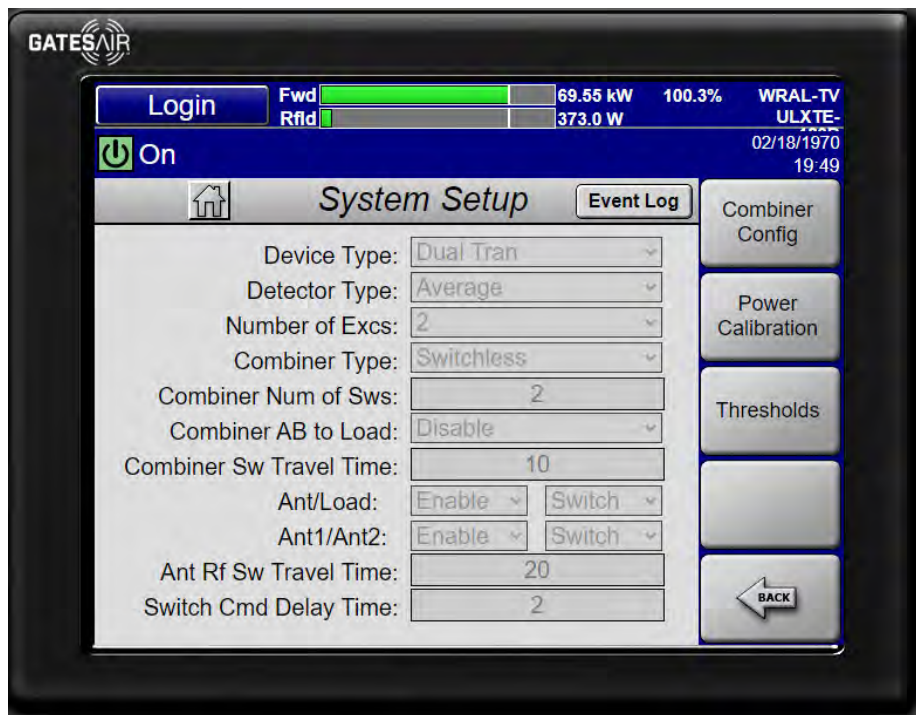 GATESAIR
Login
Fwd 69.55 kW 100.3% WRAL-TV
Rfld 373.0 W ULXTE-
On
02/18/1970
19:49
System Setup
Event Log
Device Type: Dual Tran
Detector Type: Average
Number of Excs: 2
Combiner Type: Switchless
Combiner Num of Sws: 2
Combiner AB to Load: Disable
Combiner Sw Travel Time: 10
Ant/Load: Enable Switch
Ant1/Ant2: Enable Switch
Ant Rf Sw Travel Time: 20
Switch Cmd Delay Time: 2
Combiner
Config
Power
Calibration
Thresholds
BACK